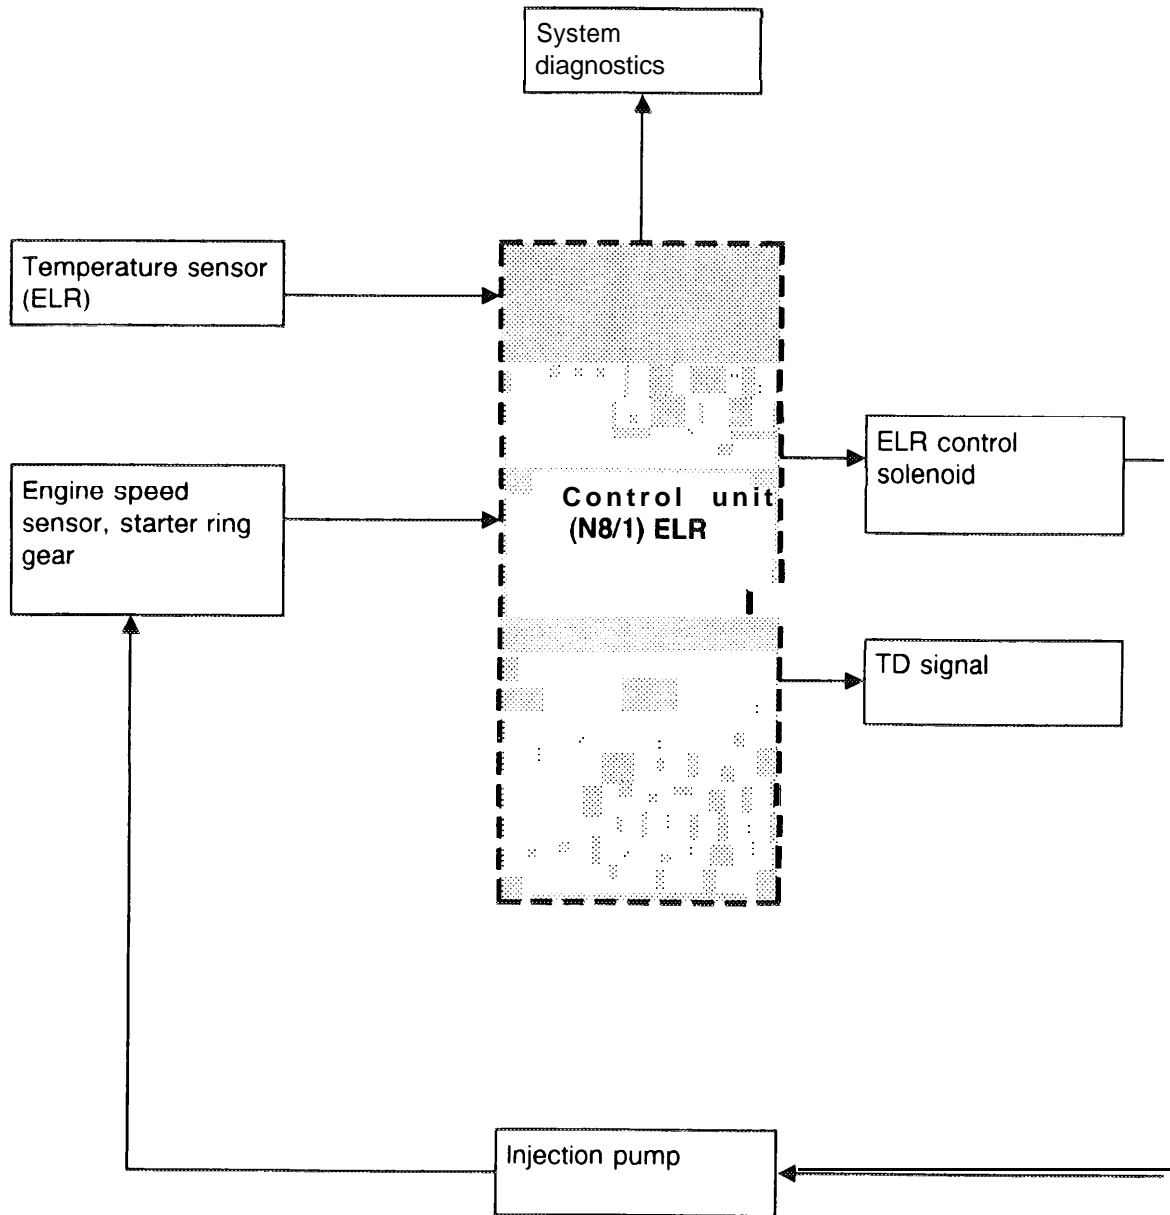 System
diagnostics
Temperature sensor
(ELR)
Engine speed
sensor, starter ring
gear
Control unit
(N8/1) ELR
ELR control
solenoid
TD signal
Injection pump